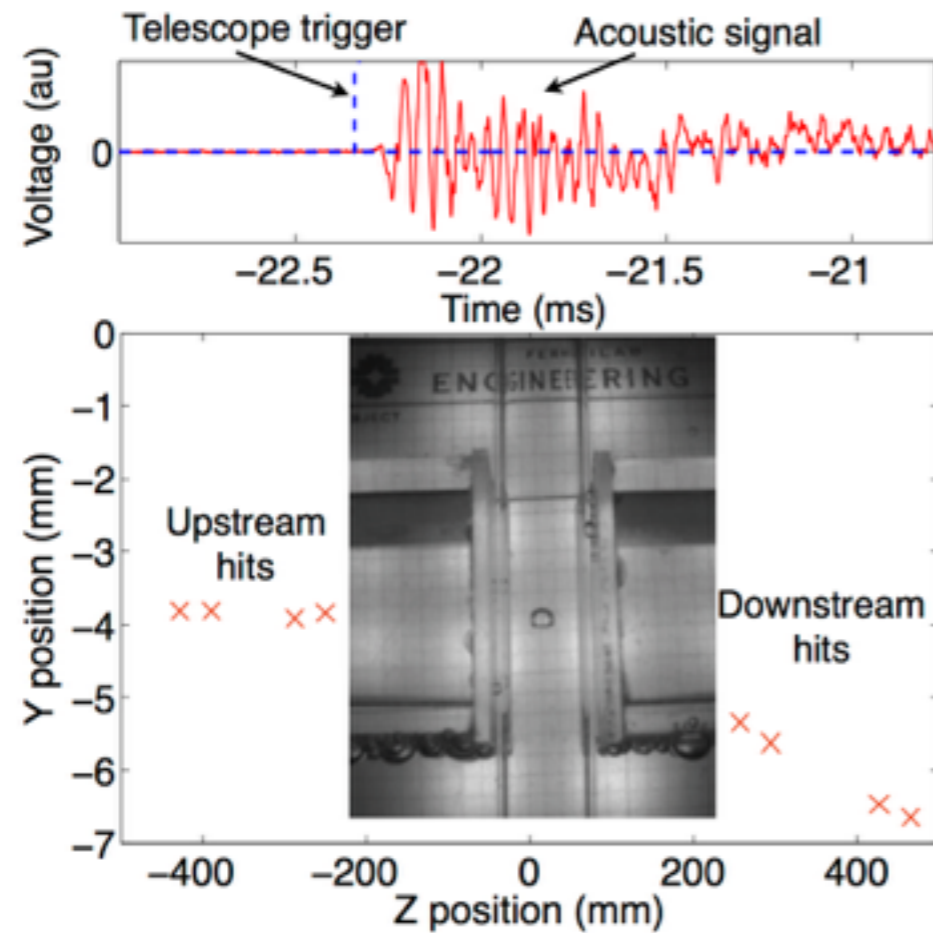 Telescope trigger
Acoustic signal
Voltage (au)
0
−22.5 −22 −21.5 −21
Time (ms)
0
−1
−2
−3
−4
−5
−6
−7
Y position (mm)
ENGINEERING
JECT
Upstream
hits
Downstream
hits
−400 −200 0 200 400
Z position (mm)